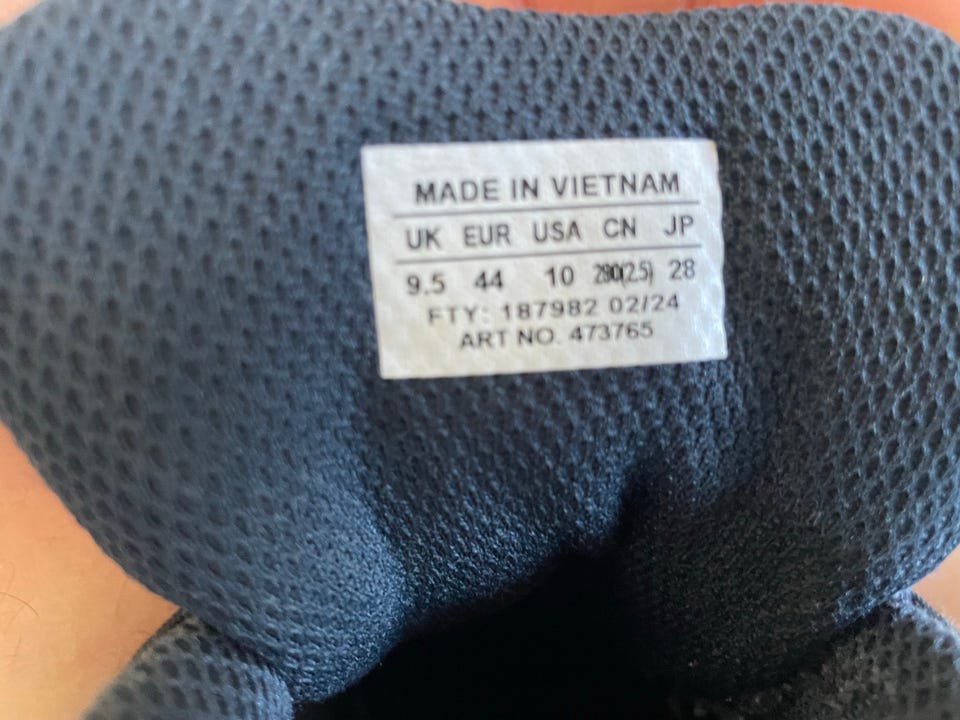 MADE IN VIETNAM
UK EUR USA CN JP
9.5 44 10 280(2.5) 28
FTY: 187982 02/24
ART NO. 473765